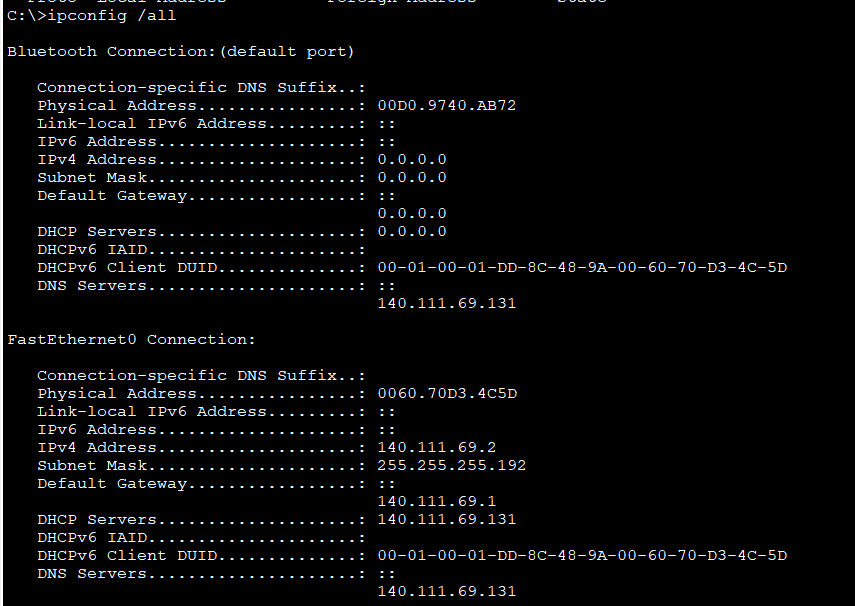 Proto  Local Address          Foreign Address        State
C:\>ipconfig /all
Bluetooth Connection:(default port)
Connection-specific DNS Suffix..:
Physical Address................: 00D0.9740.AB72
Link-local IPv6 Address.........: ::
IPv6 Address....................: ::
IPv4 Address....................: 0.0.0.0
Subnet Mask.....................: 0.0.0.0
Default Gateway.................: ::
0.0.0.0
DHCP Servers....................: 0.0.0.0
DHCPv6 IAID.....................:
DHCPv6 Client DUID..............: 00-01-00-01-DD-8C-48-9A-00-60-70-D3-4C-5D
DNS Servers.....................: ::
140.111.69.131
FastEthernet0 Connection:
Connection-specific DNS Suffix..:
Physical Address................: 0060.70D3.4C5D
Link-local IPv6 Address.........: ::
IPv6 Address....................: ::
IPv4 Address....................: 140.111.69.2
Subnet Mask.....................: 255.255.255.192
Default Gateway.................: ::
140.111.69.1
DHCP Servers....................: 140.111.69.131
DHCPv6 IAID.....................:
DHCPv6 Client DUID..............: 00-01-00-01-DD-8C-48-9A-00-60-70-D3-4C-5D
DNS Servers.....................: ::
140.111.69.131